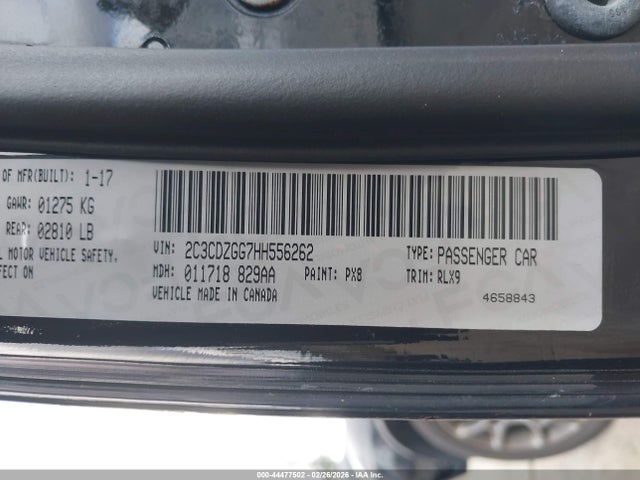 OF MFR(BUILT): 1-17
GAWR: 01275 KG
REAR: 02810 LB
MOTOR VEHICLE SAFETY,
EFFECT ON
VIN: 2C3CDZGG7HH556262
TYPE: PASSENGER CAR
MDH: 011718 829AA
PAINT: PX8
TRIM: RLX9
VEHICLE MADE IN CANADA
4658843
000-44477502 - 02/26/2026 - Copyright: IAA, Inc.